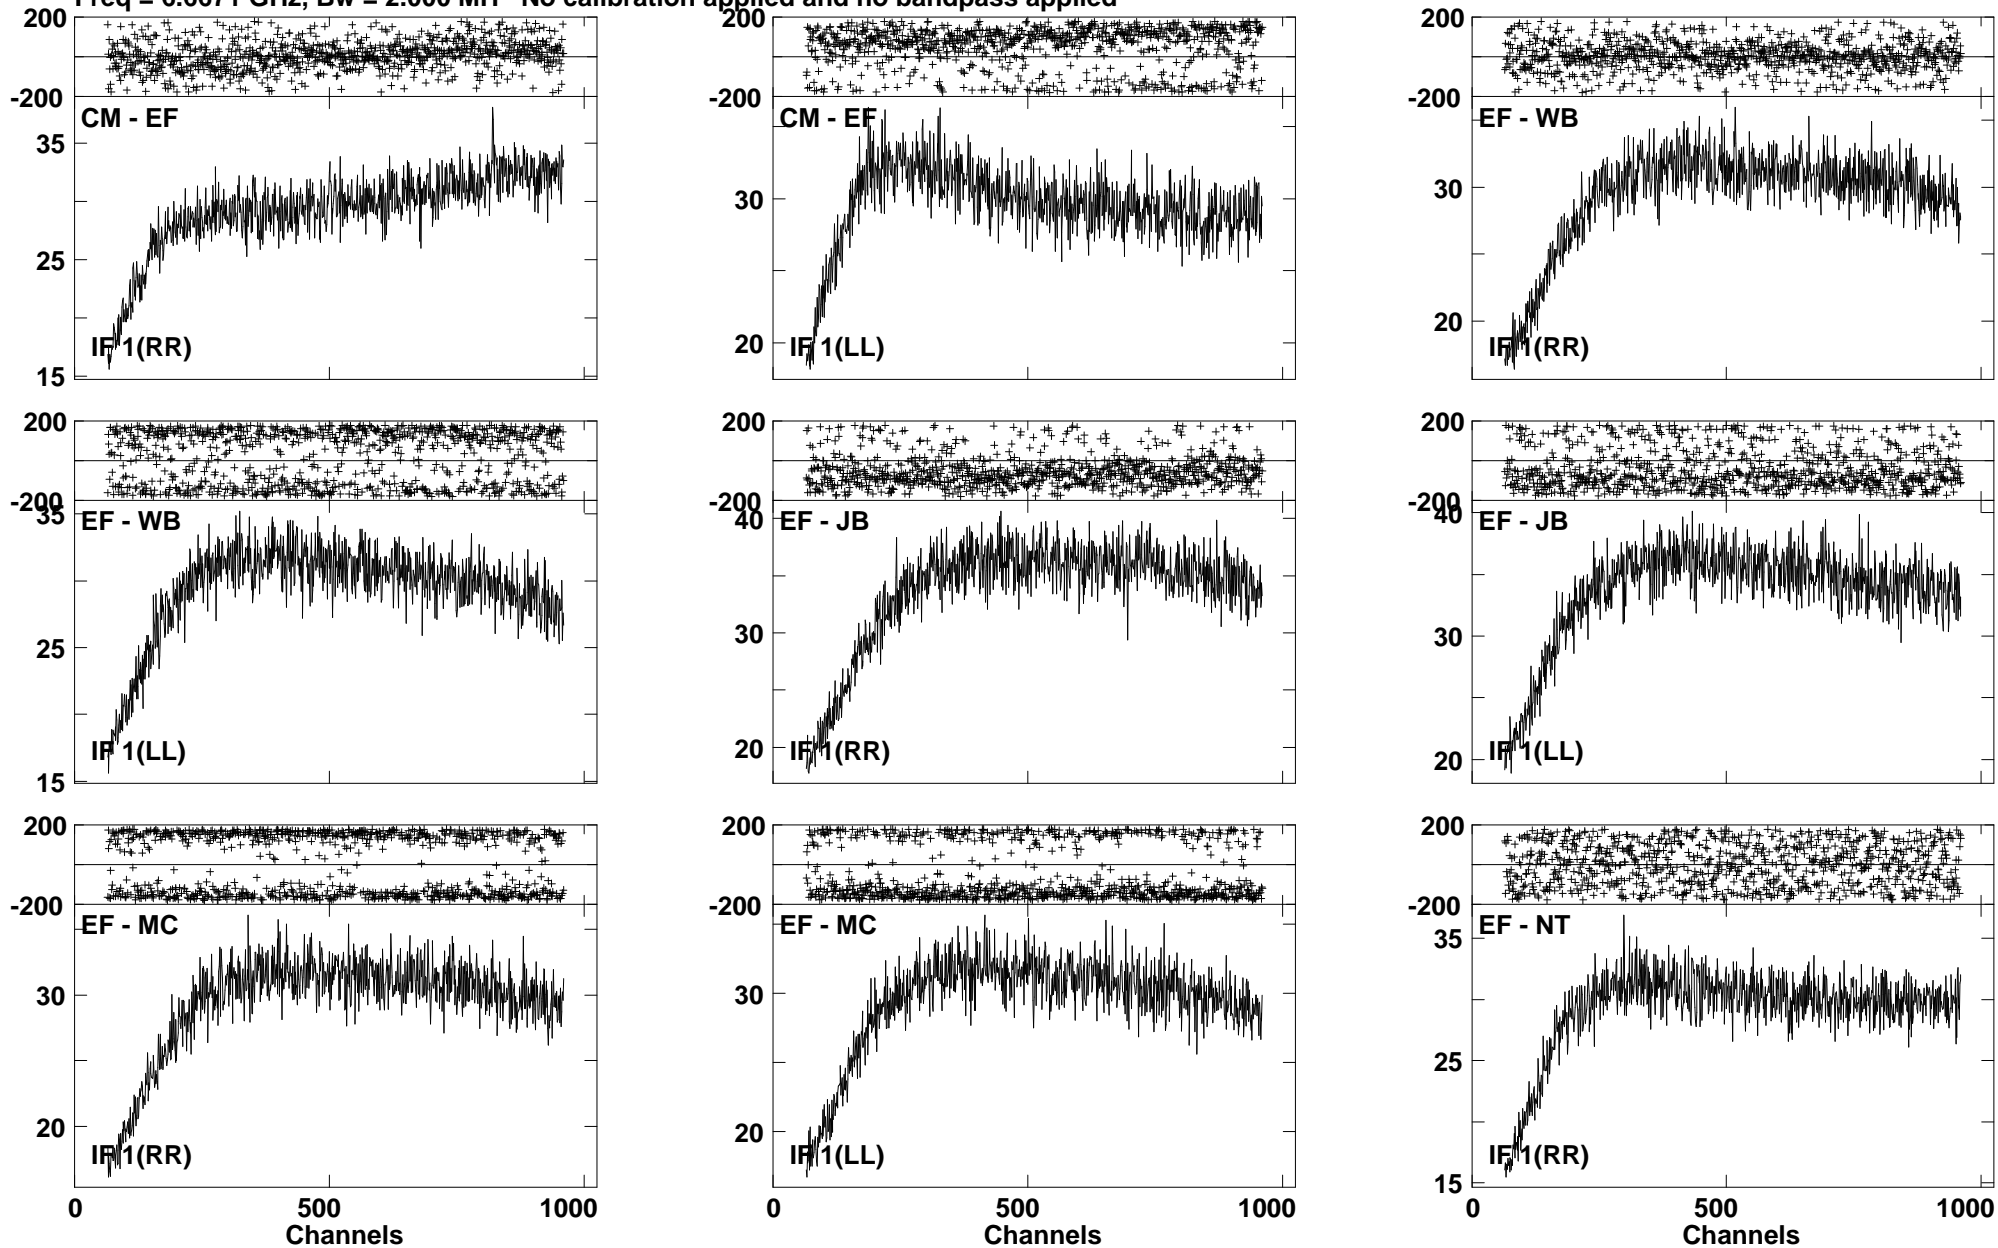 Freq = 6.6671 GHz, Bw = 2.000 MH No calibration applied and no bandpass applied
200
-200
CM - EF
35
25
15
IF 1(RR)
200
-200
CM - EF
30
20
IF 1(LL)
200
-200
EF - WB
30
20
IF 1(RR)
200
-200
35
EF - WB
25
15
IF 1(LL)
200
-200
40
EF - JB
30
20
IF 1(RR)
200
-200
40
EF - JB
30
20
IF 1(LL)
200
-200
EF - MC
30
20
IF 1(RR)
0 500 1000
Channels
200
-200
EF - MC
30
20
IF 1(LL)
0 500 1000
Channels
200
-200
EF - NT
35
25
15
IF 1(RR)
0 500 1000
Channels